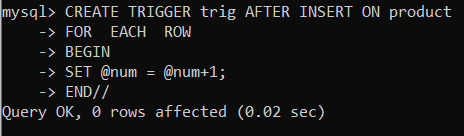 mysql> CREATE TRIGGER trig AFTER INSERT ON product
    -> FOR  EACH  ROW
    -> BEGIN
    -> SET @num = @num+1;
    -> END//
Query OK, 0 rows affected (0.02 sec)